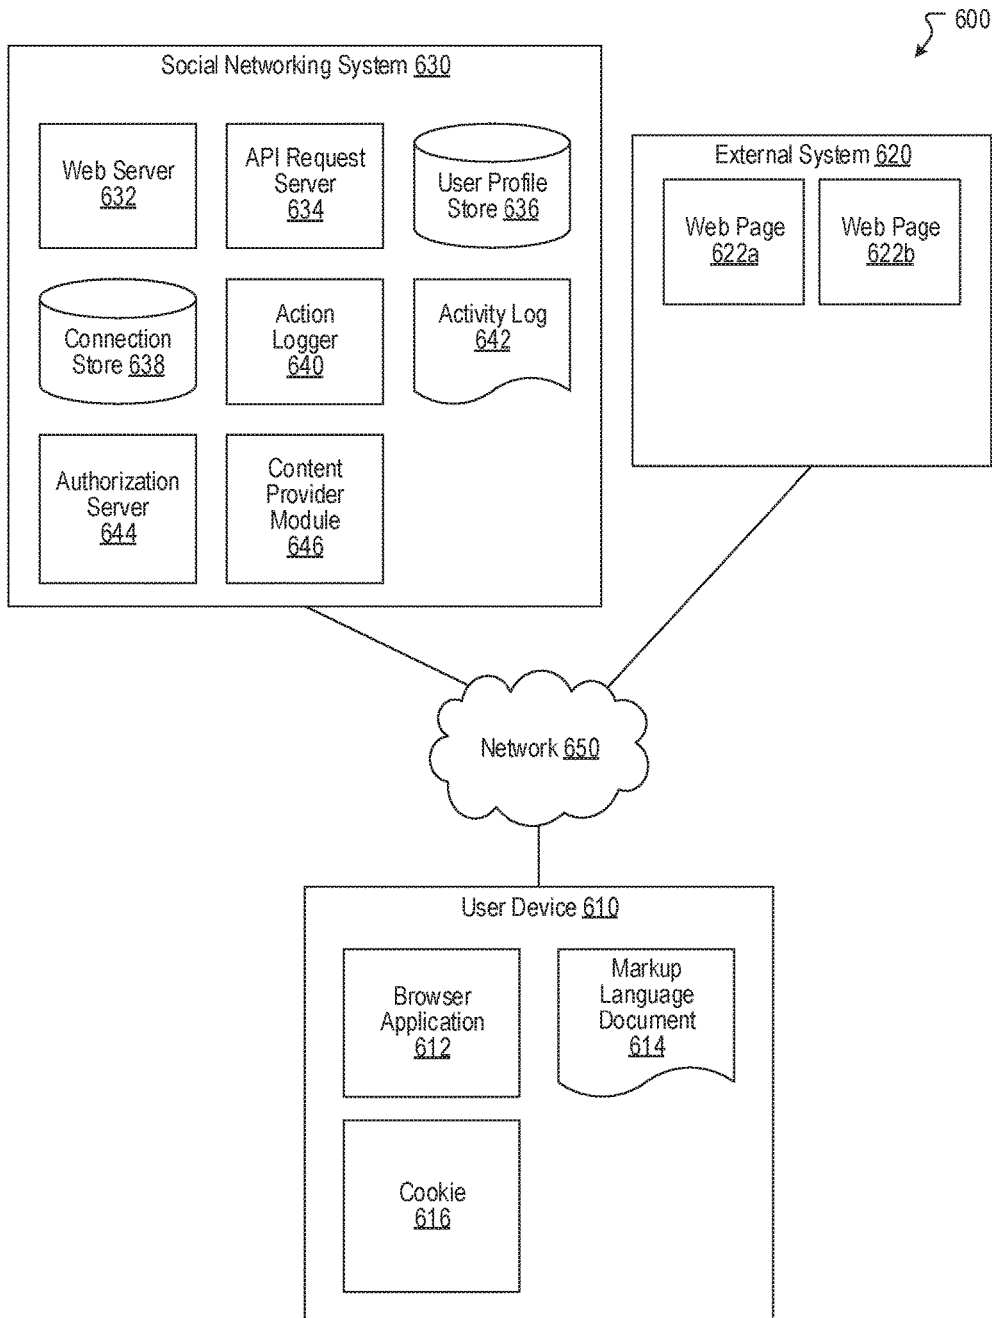 600
Social Networking System 630
Web Server
632
API Request
Server
634
User Profile
Store 636
Connection
Store 638
Action
Logger
640
Activity Log
642
Authorization
Server
644
Content
Provider
Module
646
External System 620
Web Page
622a
Web Page
622b
Network 650
User Device 610
Browser
Application
612
Markup
Language
Document
614
Cookie
616